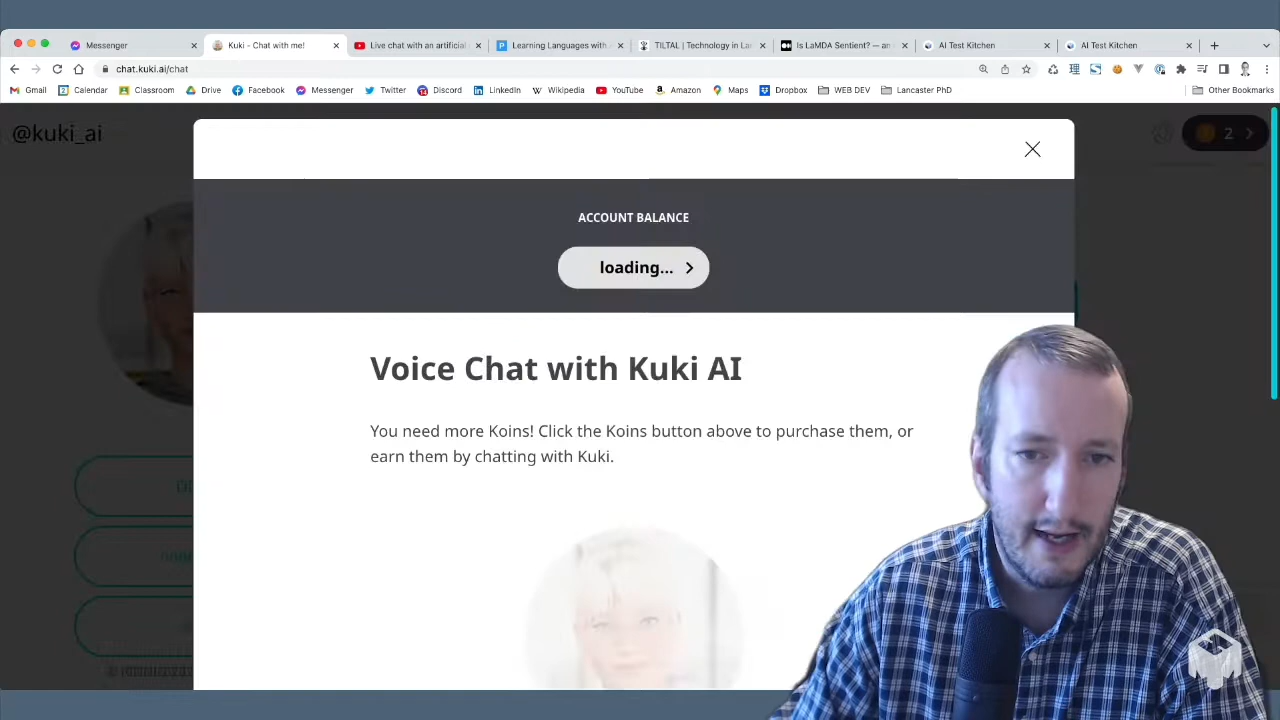 Messenger
Kuki - Chat with me!
Live chat with an artificial
Learning Languages with
TILTAL | Technology in Lan
Is LaMDA Sentient? — an
AI Test Kitchen
AI Test Kitchen
chat.kuki.ai/chat
Gmail
Calendar
Classroom
Drive
Facebook
Messenger
Twitter
Discord
LinkedIn
Wikipedia
YouTube
Amazon
Maps
Dropbox
WEB DEV
Lancaster PhD
Other Bookmarks
@kuki_ai
2
ACCOUNT BALANCE
loading...
Voice Chat with Kuki AI
You need more Koins! Click the Koins button above to purchase them, or
earn them by chatting with Kuki.